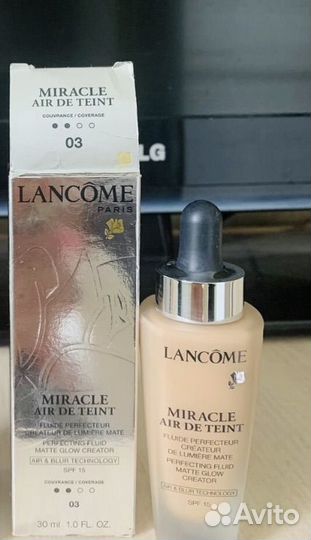 MIRACLE
AIR DE TEINT
COUVRANCE / COVERAGE
03
LANCÔME
PARIS
MIRACLE
AIR DE TEINT
FLUIDE PERFECTEUR
CRÉATEUR DE LUMIÈRE MATE
PERFECTING FLUID
MATTE GLOW CREATOR
AIR & BLUR TECHNOLOGY
SPF 15
COUVRANCE / COVERAGE
03
30 ml 1.0 FL. OZ.
LG
LANCÔME
MIRACLE
AIR DE TEINT
FLUIDE PERFECTEUR
CRÉATEUR
DE LUMIÈRE MATE
PERFECTING FLUID
MATTE GLOW
CREATOR
AIR & BLUR TECHNOLOGY
SPF 15
Avito